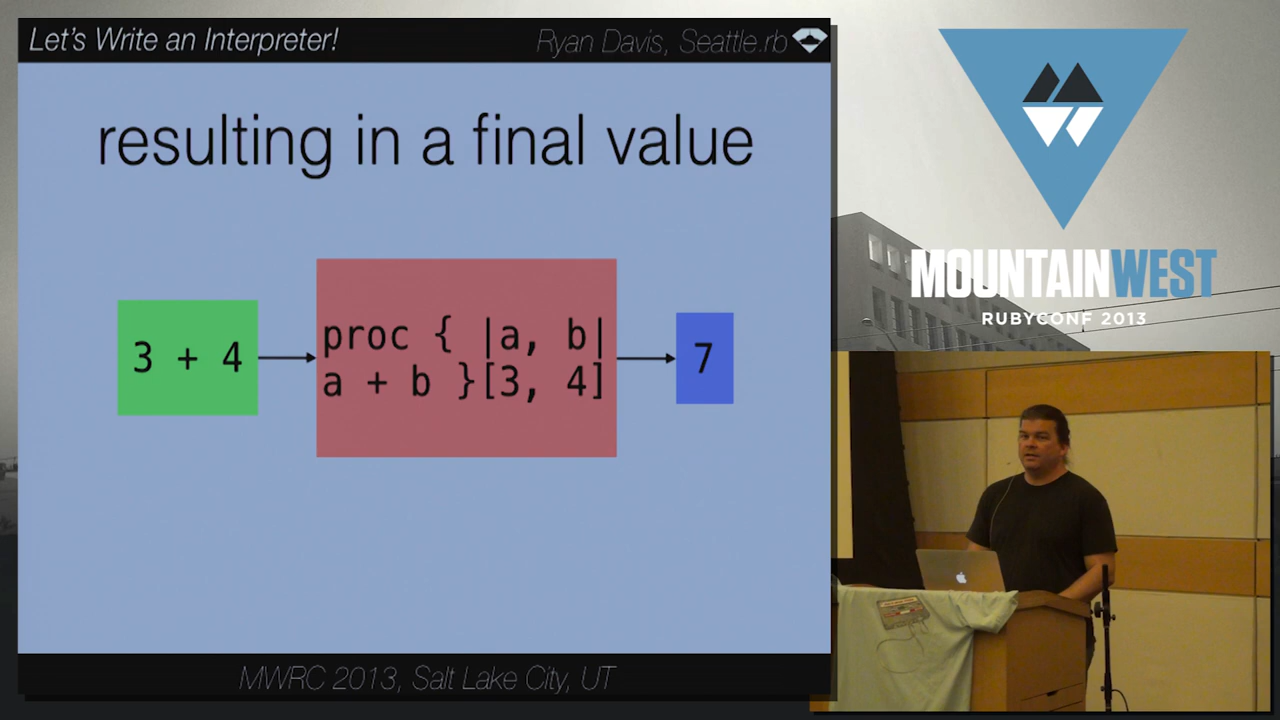 Let's Write an Interpreter!
Ryan Davis, Seattle.rb
resulting in a final value
3 + 4
proc { |a, b|
a + b }[3, 4]
7
MWRC 2013, Salt Lake City, UT
MOUNTAINWEST
RUBYCONF 2013